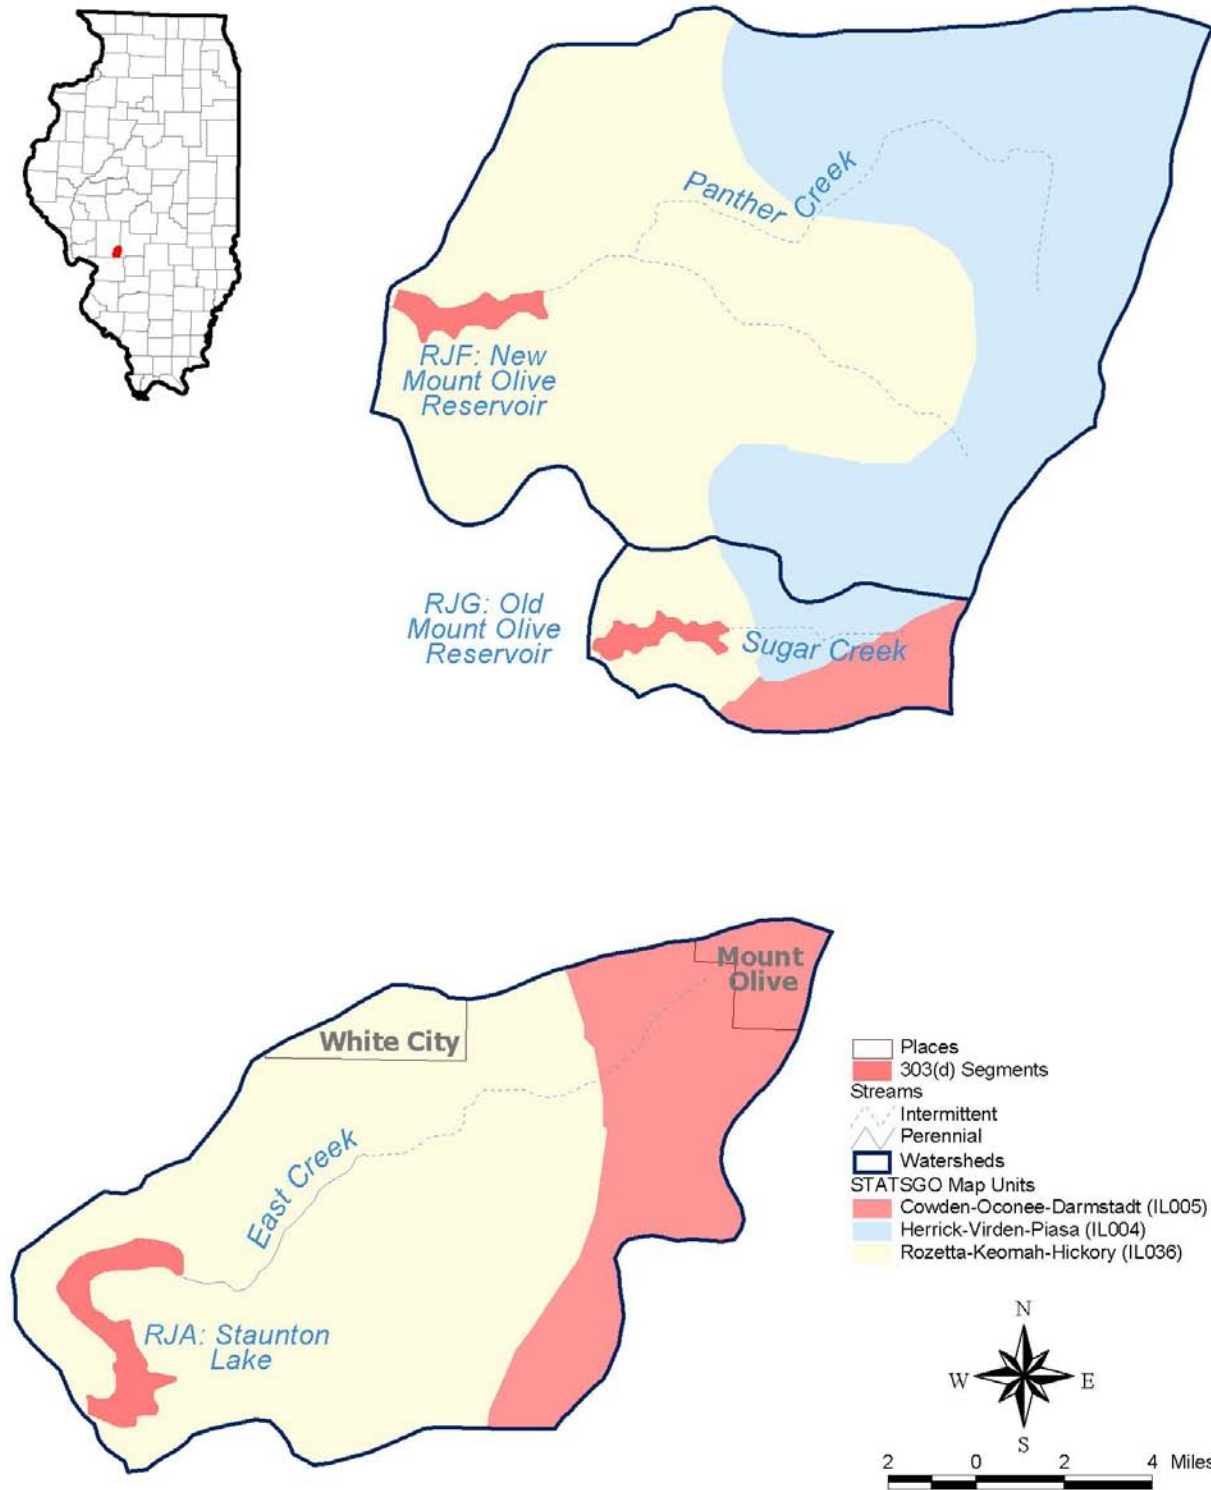 Panther Creek
RJF: New
Mount Olive
Reservoir
RJG: Old
Mount Olive
Reservoir
Sugar Creek
Mount
Olive
White City
East Creek
RJA: Staunton
Lake
Places
303(d) Segments
Streams
Intermittent
Perennial
Watersheds
STATSGO Map Units
Cowden-Oconee-Darmstadt (IL005)
Herrick-Virden-Piasa (IL004)
Rozetta-Keomah-Hickory (IL036)
N
W E
S
2 0 2 4 Miles